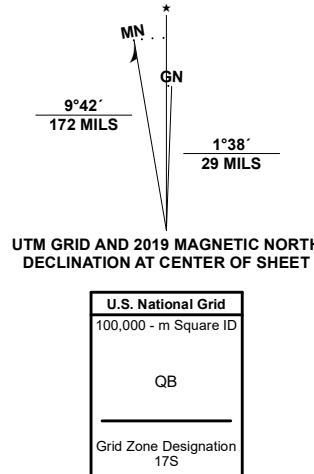 ★
MN
GN
9°42´
172 MILS
1°38´
29 MILS
UTM GRID AND 2019 MAGNETIC NORTH
DECLINATION AT CENTER OF SHEET
U.S. National Grid
100,000 - m Square ID
QB
Grid Zone Designation
17S